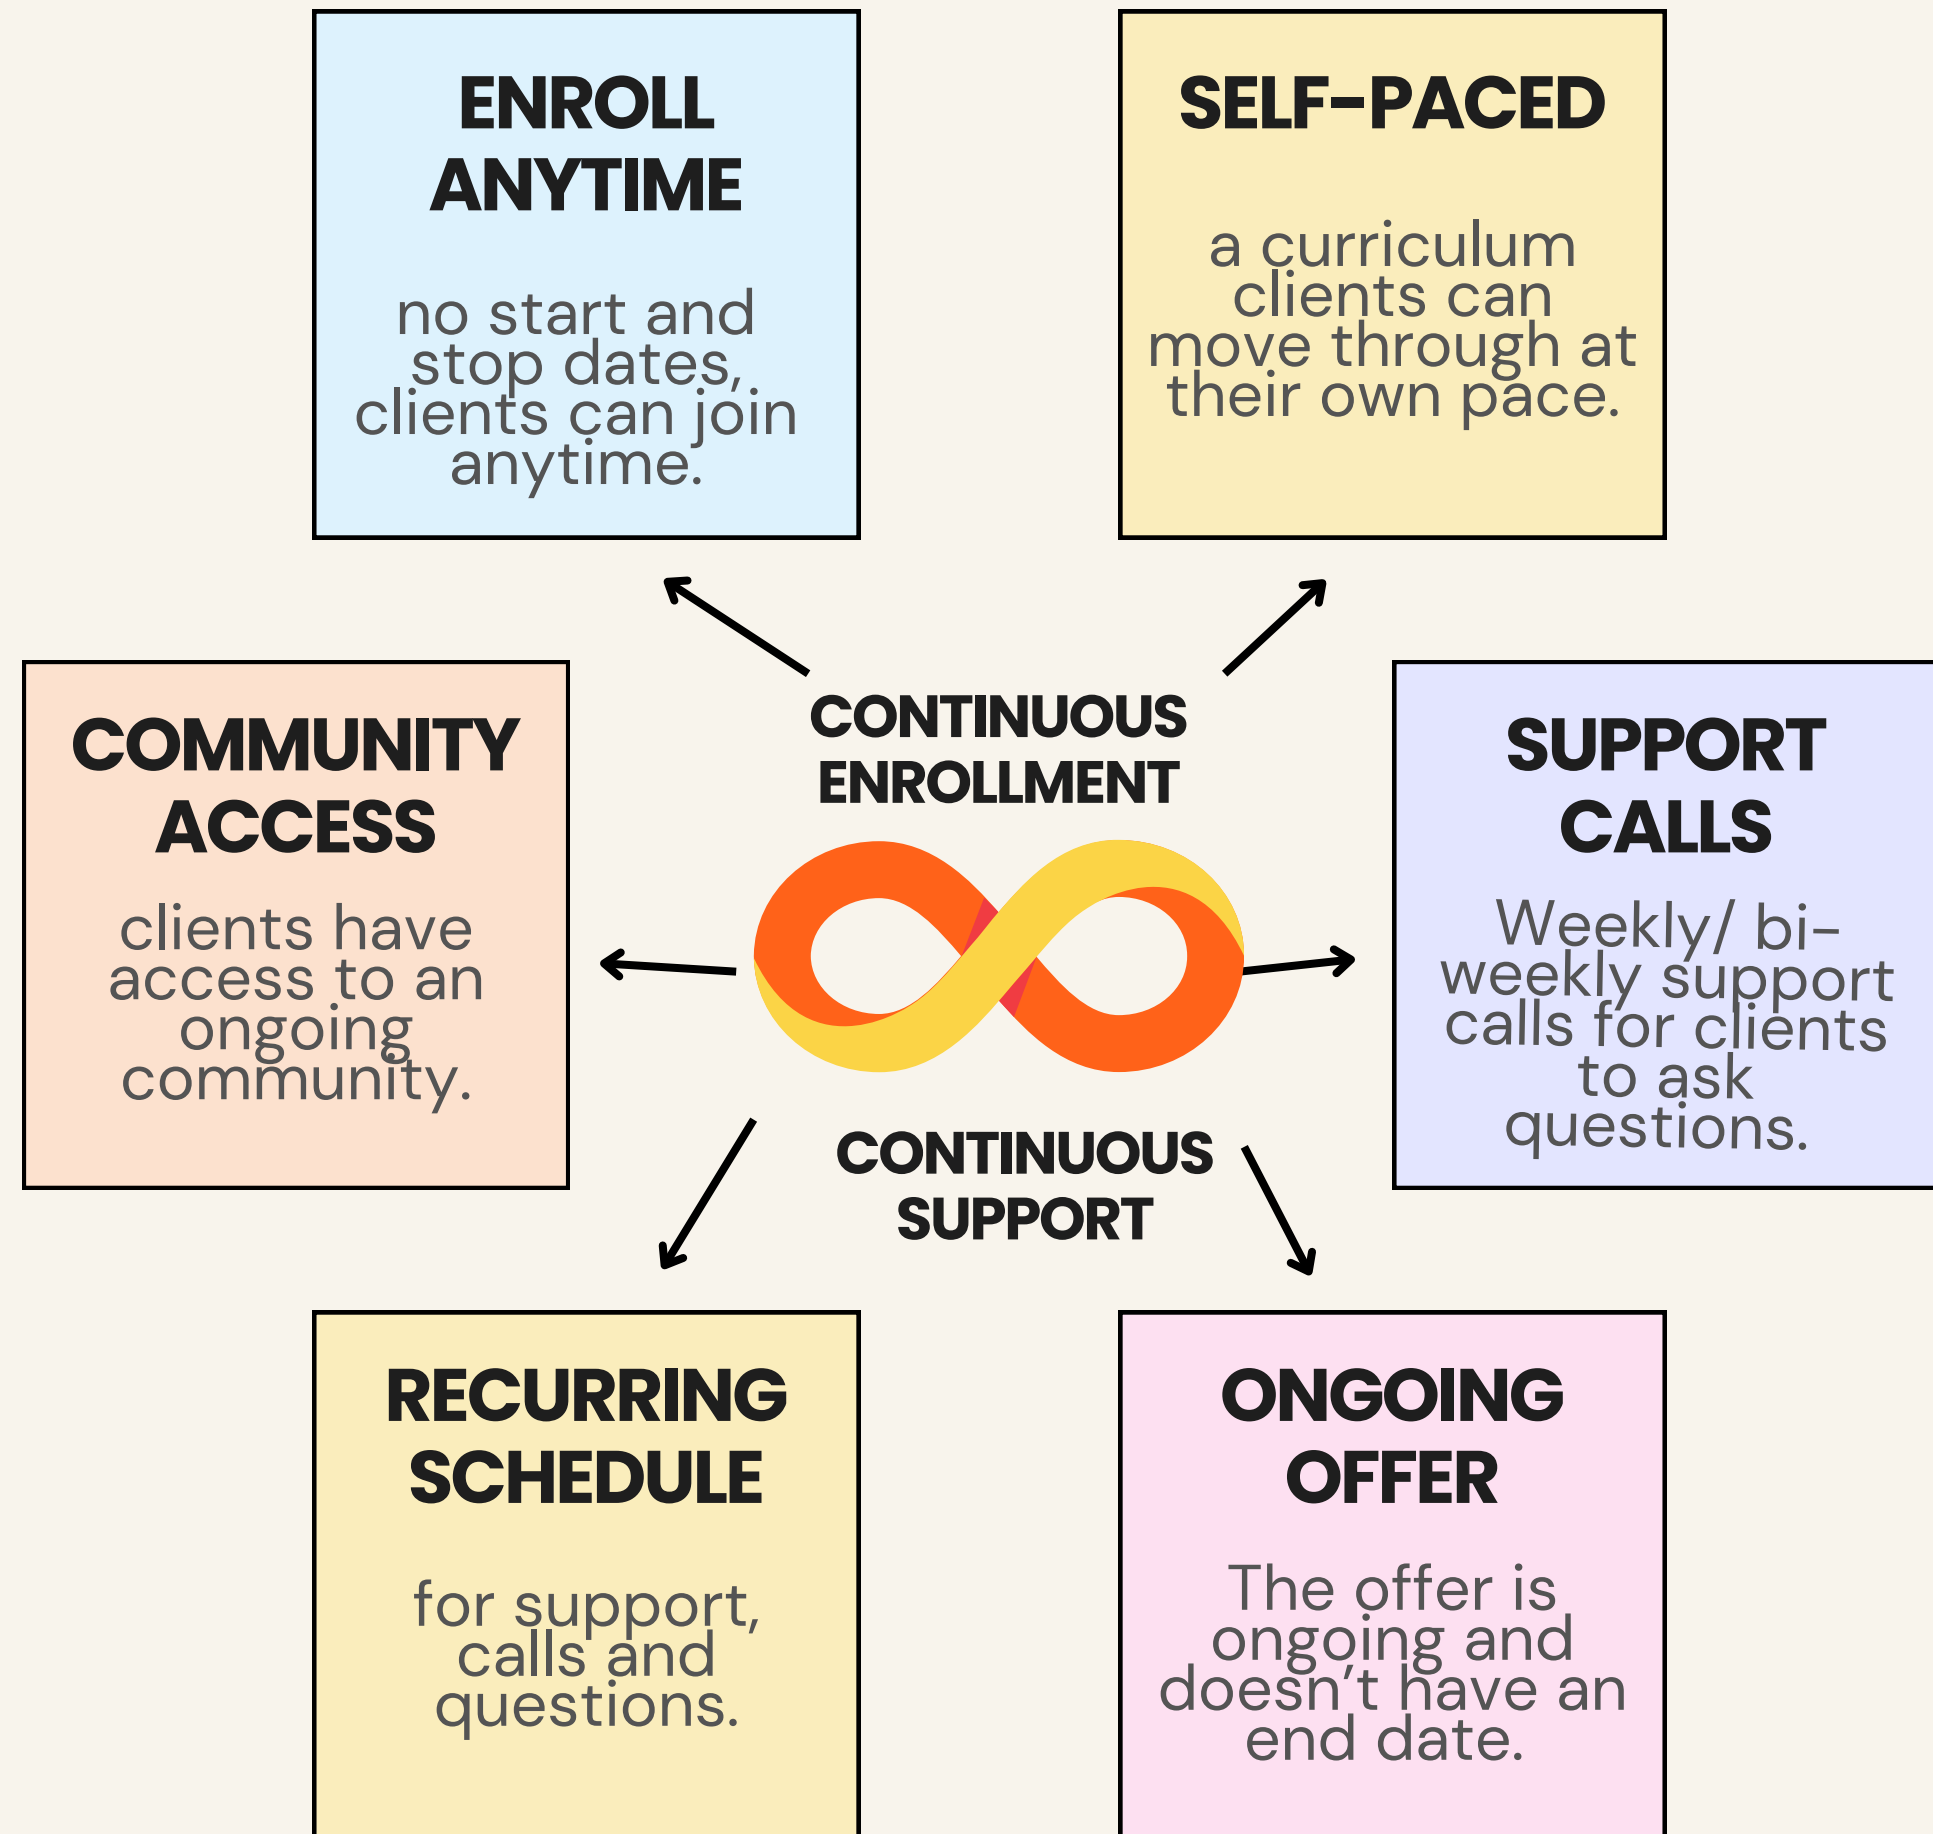 ENROLL
ANYTIME
no start and
stop dates,
clients can join
anytime.
SELF-PACED
a curriculum
clients can
move through at
their own pace.
COMMUNITY
ACCESS
clients have
access to an
ongoing
community.
CONTINUOUS
ENROLLMENT
CONTINUOUS
SUPPORT
SUPPORT
CALLS
Weekly/ bi-
weekly support
calls for clients
to ask
questions.
RECURRING
SCHEDULE
for support,
calls and
questions.
ONGOING
OFFER
The offer is
ongoing and
doesn’t have an
end date.